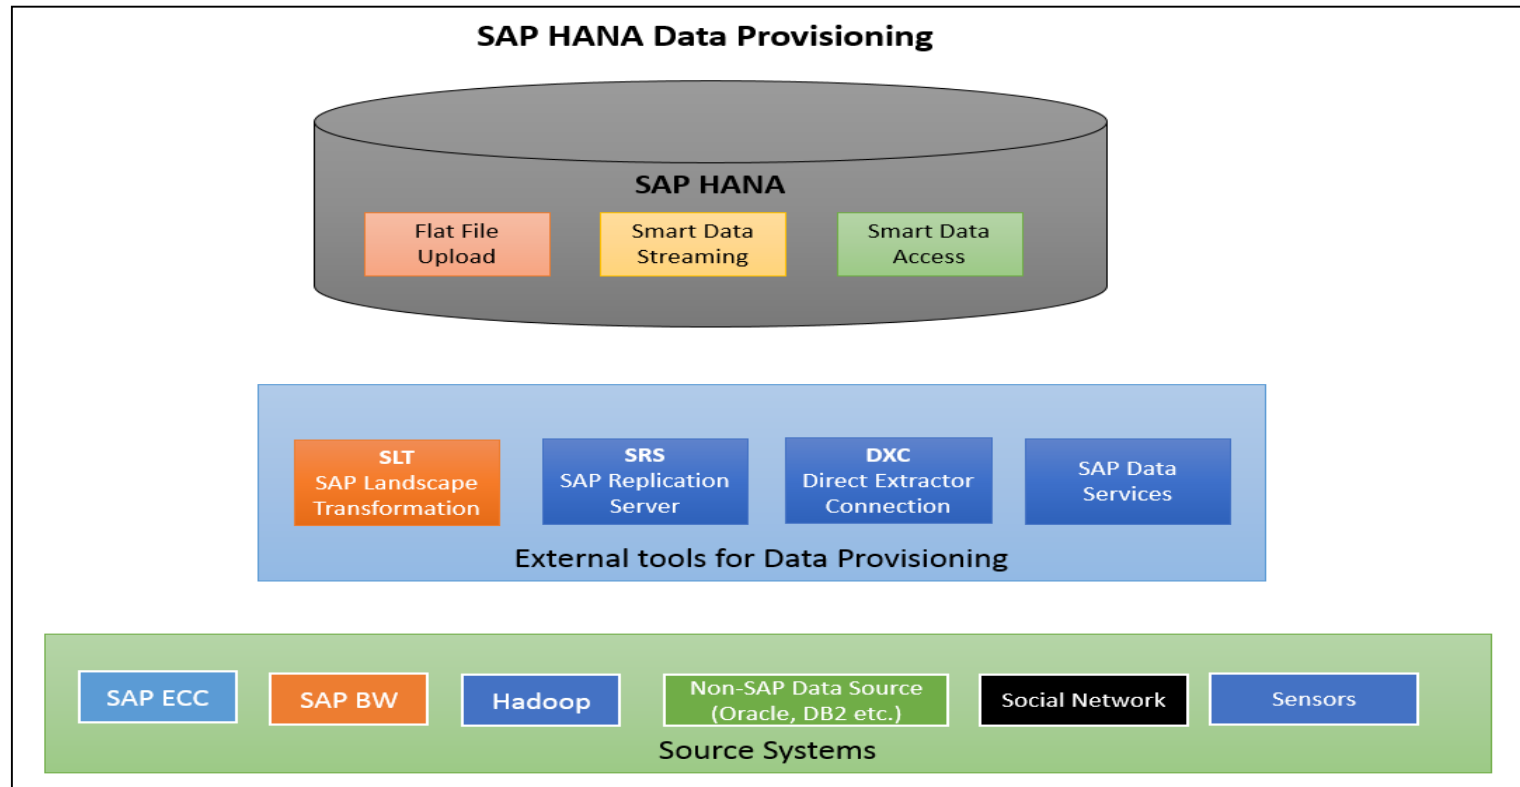 SAP HANA Data Provisioning
SAP HANA
Flat File
Upload
Smart Data
Streaming
Smart Data
Access
SLT
SAP Landscape
Transformation
SRS
SAP Replication
Server
DXC
Direct Extractor
Connection
SAP Data
Services
External tools for Data Provisioning
SAP ECC
SAP BW
Hadoop
Non-SAP Data Source
(Oracle, DB2 etc.)
Social Network
Sensors
Source Systems